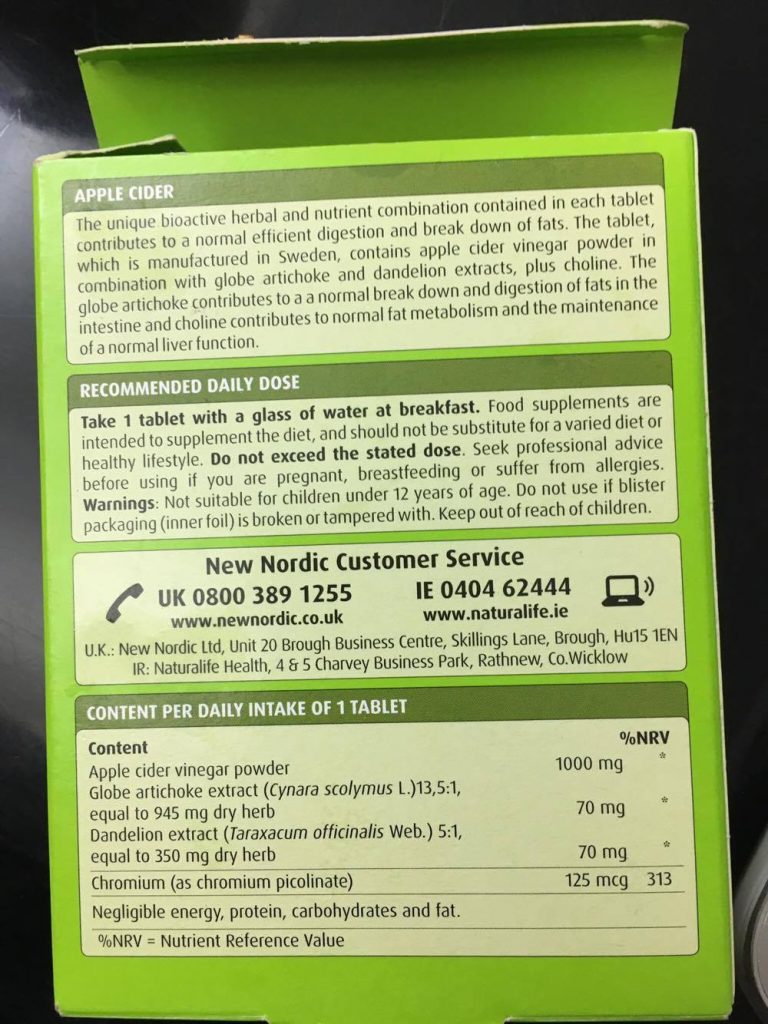 APPLE CIDER
The unique bioactive herbal and nutrient combination contained in each tablet
contributes to a normal efficient digestion and break down of fats. The tablet,
which is manufactured in Sweden, contains apple cider vinegar powder in
combination with globe artichoke and dandelion extracts, plus choline. The
globe artichoke contributes to a a normal break down and digestion of fats in the
intestine and choline contributes to normal fat metabolism and the maintenance
of a normal liver function.
RECOMMENDED DAILY DOSE
Take 1 tablet with a glass of water at breakfast. Food supplements are
intended to supplement the diet, and should not be substitute for a varied diet or
healthy lifestyle. Do not exceed the stated dose. Seek professional advice
before using if you are pregnant, breastfeeding or suffer from allergies.
Warnings: Not suitable for children under 12 years of age. Do not use if blister
packaging (inner foil) is broken or tampered with. Keep out of reach of children.
New Nordic Customer Service
UK 0800 389 1255 IE 0404 62444
www.newnordic.co.uk www.naturalife.ie
U.K.: New Nordic Ltd, Unit 20 Brough Business Centre, Skillings Lane, Brough, Hu15 1EN
IR: Naturalife Health, 4 & 5 Charvey Business Park, Rathnew, Co.Wicklow
CONTENT PER DAILY INTAKE OF 1 TABLET
Content %NRV
Apple cider vinegar powder 1000 mg *
Globe artichoke extract (Cynara scolymus L.)13,5:1,
equal to 945 mg dry herb 70 mg *
Dandelion extract (Taraxacum officinalis Web.) 5:1,
equal to 350 mg dry herb 70 mg *
Chromium (as chromium picolinate) 125 mcg 313
Negligible energy, protein, carbohydrates and fat.
%NRV = Nutrient Reference Value